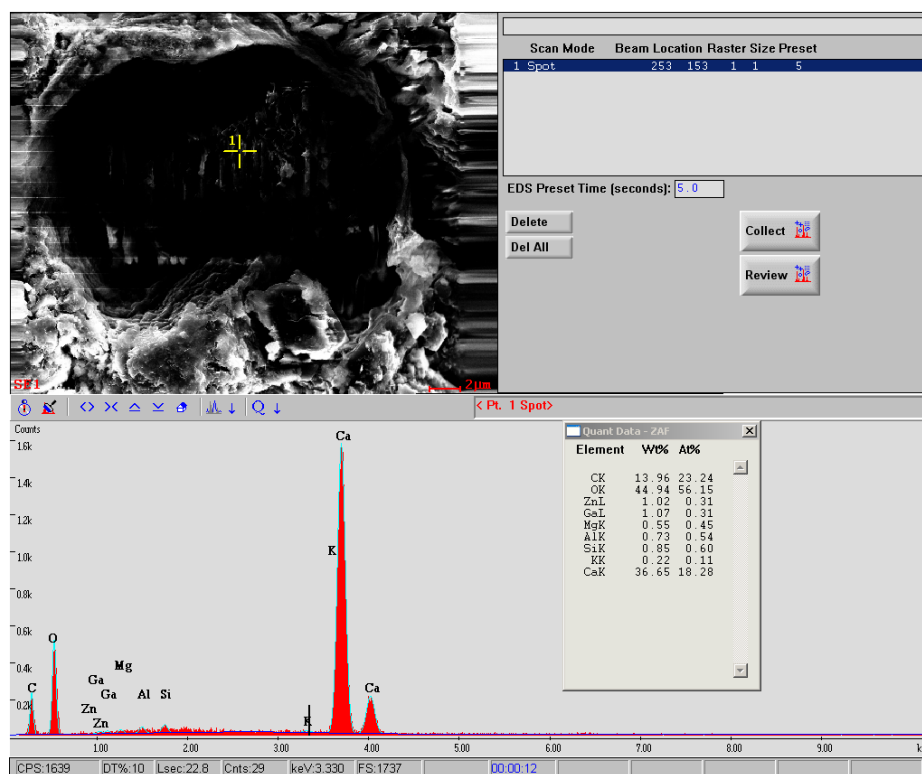 Scan Mode Beam Location Raster Size Preset
1 Spot 253 153 1 1 5
1
EDS Preset Time (seconds): 5.0
Delete
Del All
Collect
Review
SE1
2µm
< Pt. 1 Spot>
Counts
Quant Data - ZAF
Element Wt% At%
CK 13.96 23.24
OK 44.94 56.15
ZnL 1.02 0.31
GaL 1.07 0.31
MgK 0.55 0.45
AlK 0.73 0.54
SiK 0.85 0.60
KK 0.22 0.11
CaK 36.65 18.28
1.6k
1.4k
1.2k
1.0k
0.8k
0.6k
0.4k
0.2k
Ca
K
O
Mg
Ga
C
Ga
Al
Si
Ca
Zn
Zn
K
1.00 2.00 3.00 4.00 5.00 6.00 7.00 8.00 9.00 k
CPS:1639 DT%:10 Lsec:22.8 Cnts:29 keV:3.330 FS:1737 00:00:12